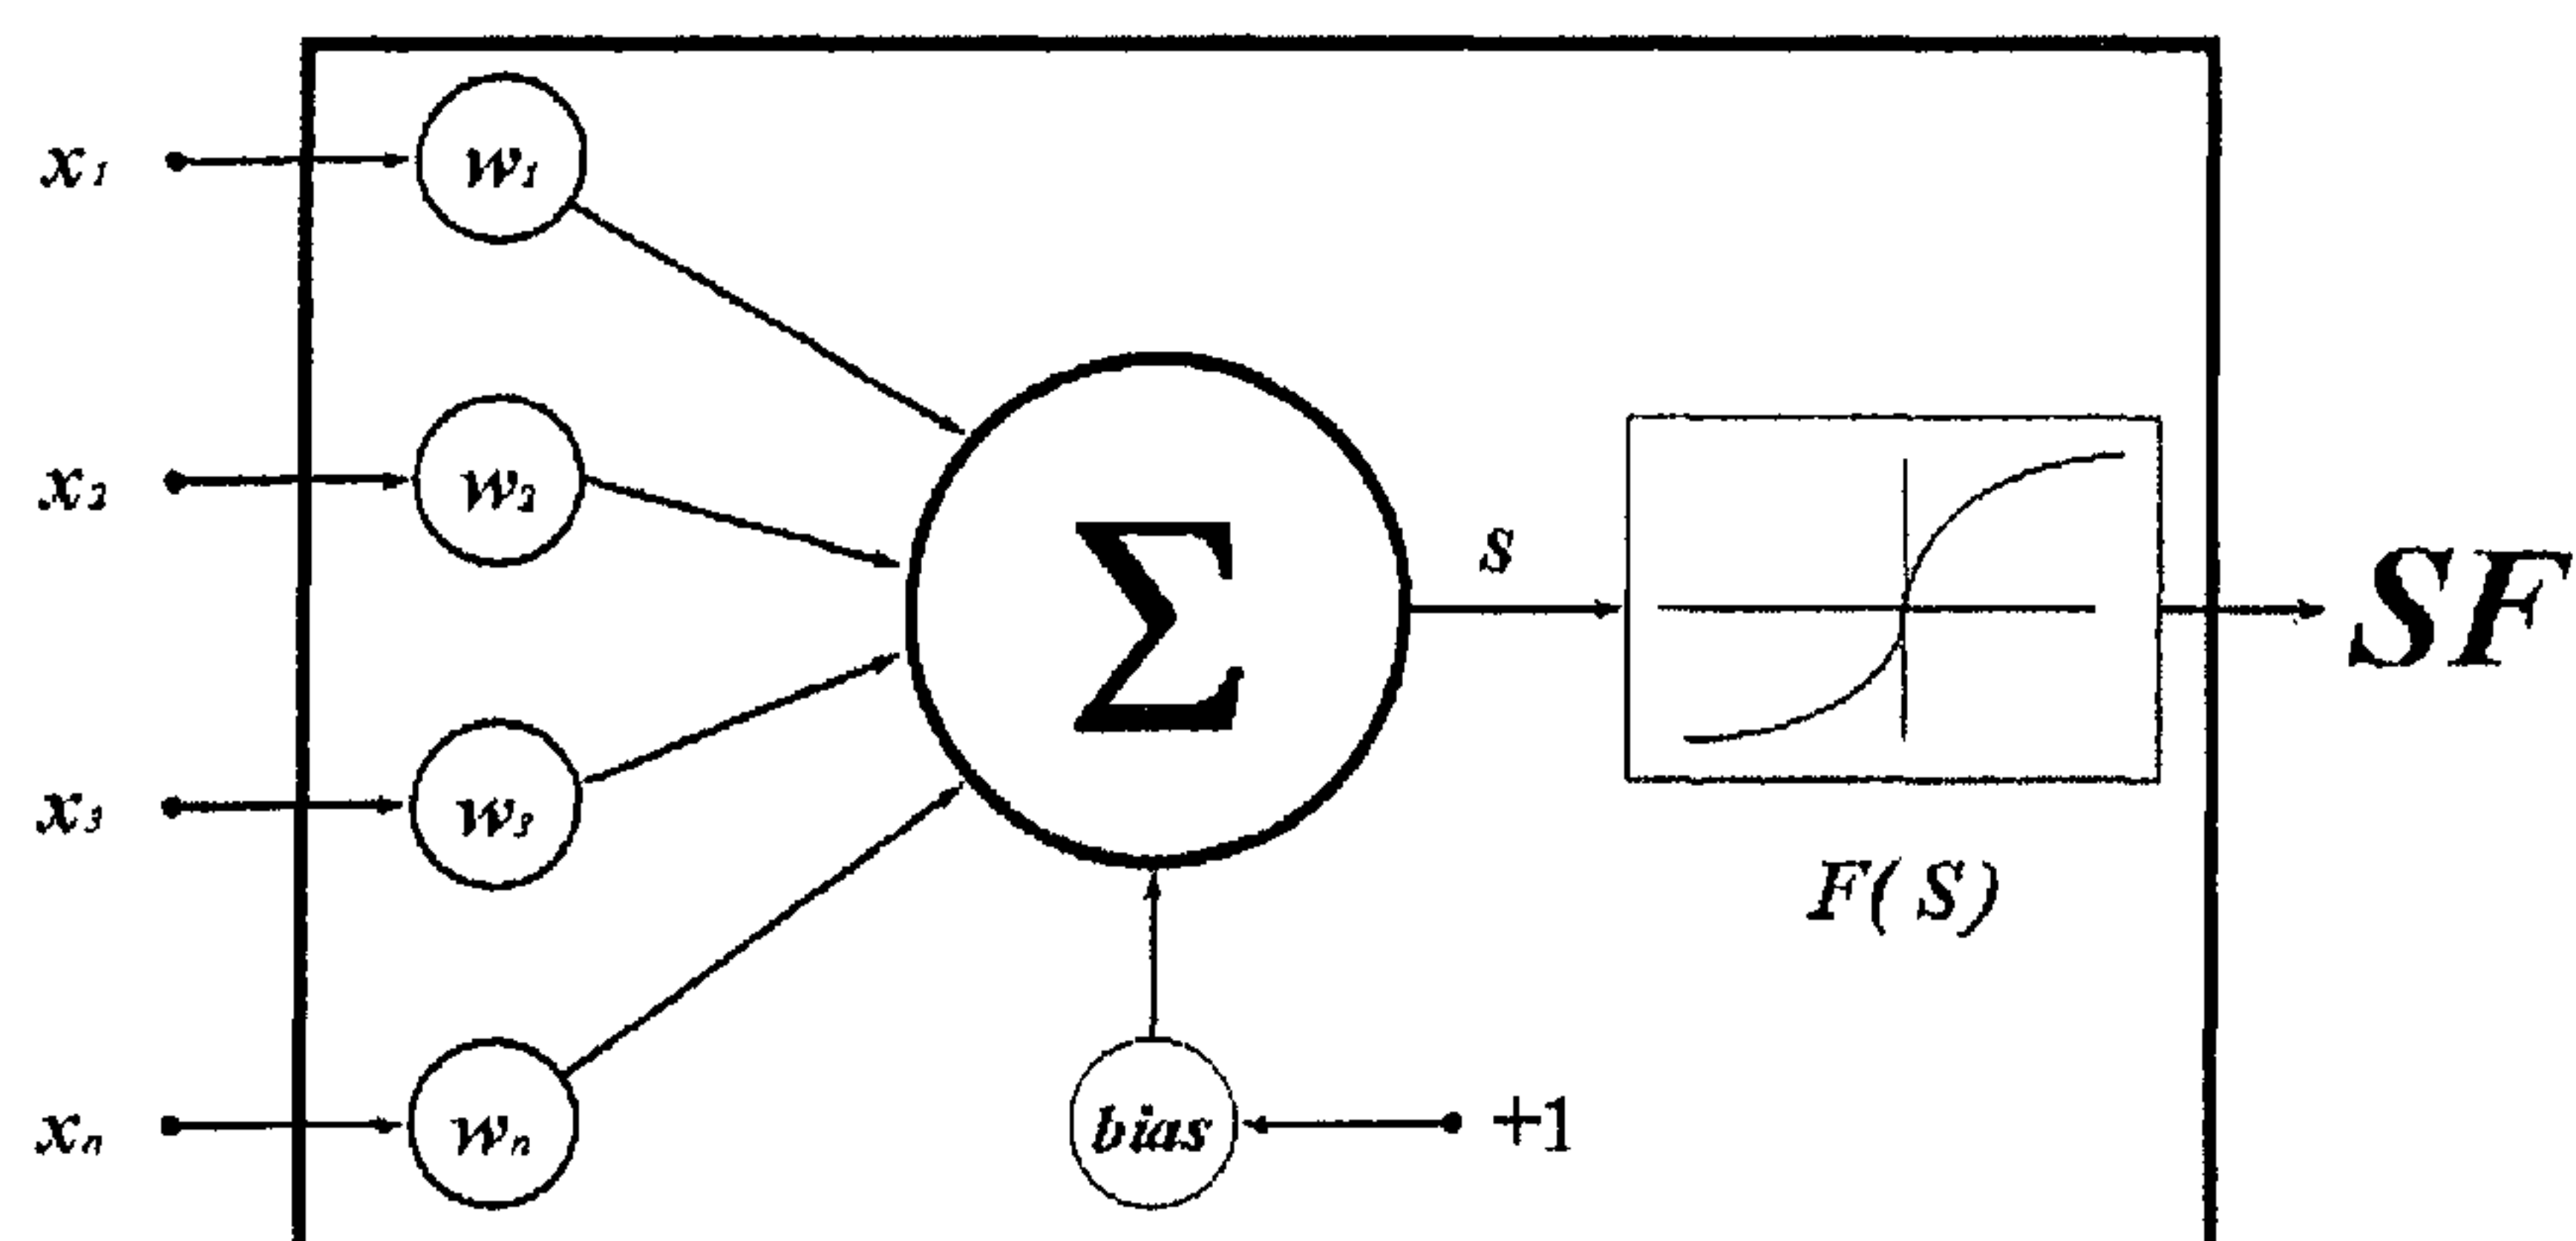 x1 w1
x2 w2
Σ
s
SF
x3 w3
F(S)
xn wn
bias +1